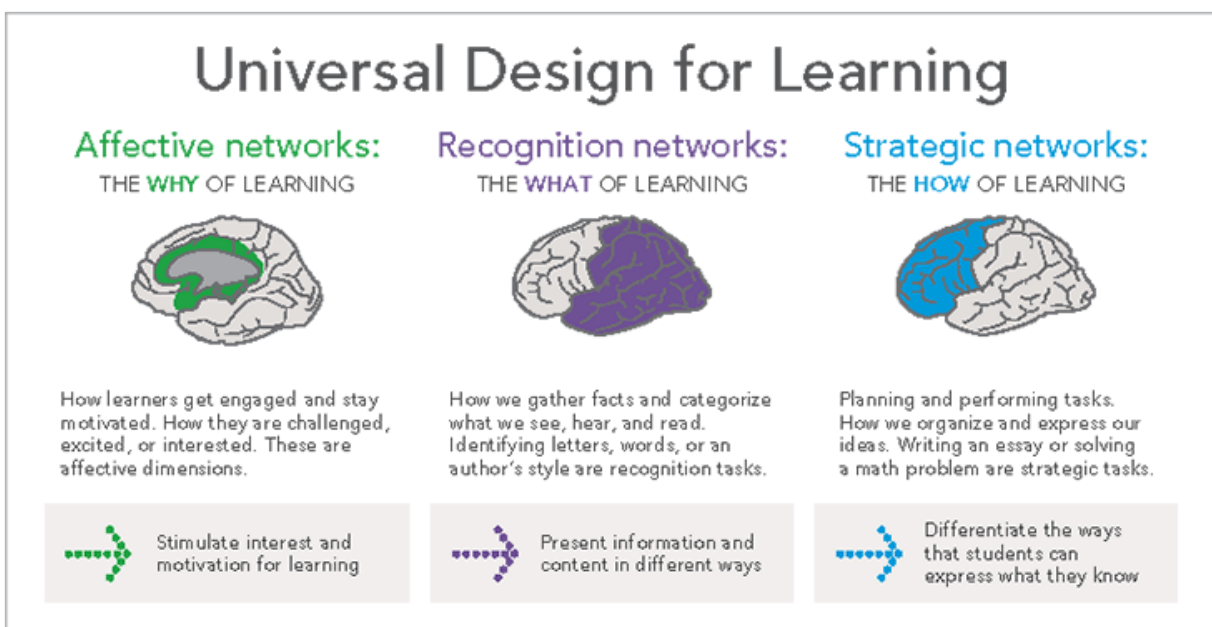 Universal Design for Learning
Affective networks:
THE WHY OF LEARNING
How learners get engaged and stay
motivated. How they are challenged,
excited, or interested. These are
affective dimensions.
Stimulate interest and
motivation for learning
Recognition networks:
THE WHAT OF LEARNING
How we gather facts and categorize
what we see, hear, and read.
Identifying letters, words, or an
author's style are recognition tasks.
Present information and
content in different ways
Strategic networks:
THE HOW OF LEARNING
Planning and performing tasks.
How we organize and express our
ideas. Writing an essay or solving
a math problem are strategic tasks.
Differentiate the ways
that students can
express what they know